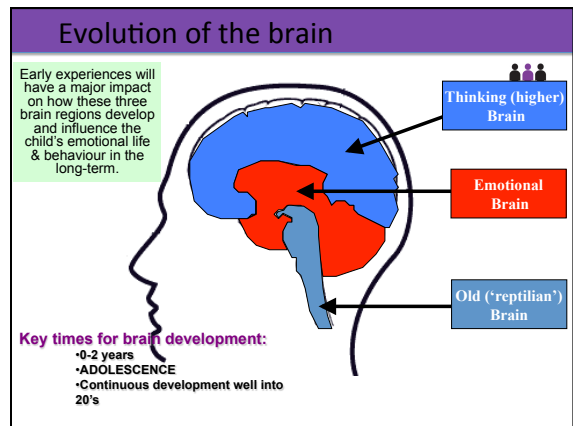 Evolution of the brain
Early experiences will
have a major impact
on how these three
brain regions develop
and influence the
child's emotional life
& behaviour in the
long-term.
Thinking (higher)
Brain
Emotional
Brain
Old ('reptilian')
Brain
Key times for brain development:
•0-2 years
•ADOLESCENCE
•Continuous development well into
20's